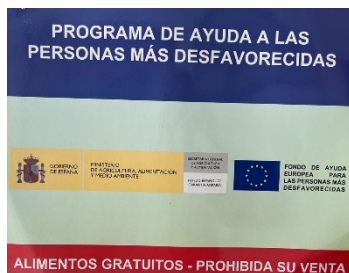 PROGRAMA DE AYUDA A LAS
PERSONAS MÁS DESFAVORECIDAS
GOBIERNO
DE ESPAÑA
MINISTERIO
DE AGRICULTURA, ALIMENTACIÓN
Y MEDIO AMBIENTE
FONDO DE AYUDA
EUROPEA PARA
LAS PERSONAS MÁS
DESFAVORECIDAS
ALIMENTOS GRATUITOS - PROHIBIDA SU VENTA